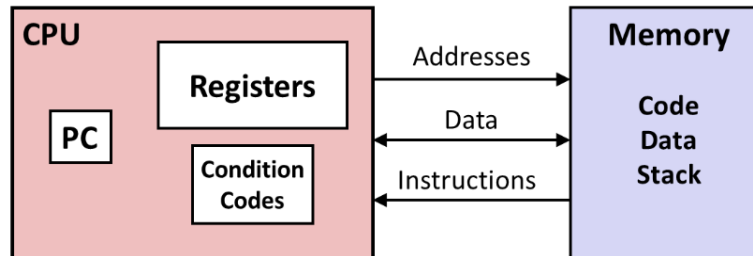 CPU
Registers
PC
Condition
Codes
Addresses
Data
Instructions
Memory
Code
Data
Stack